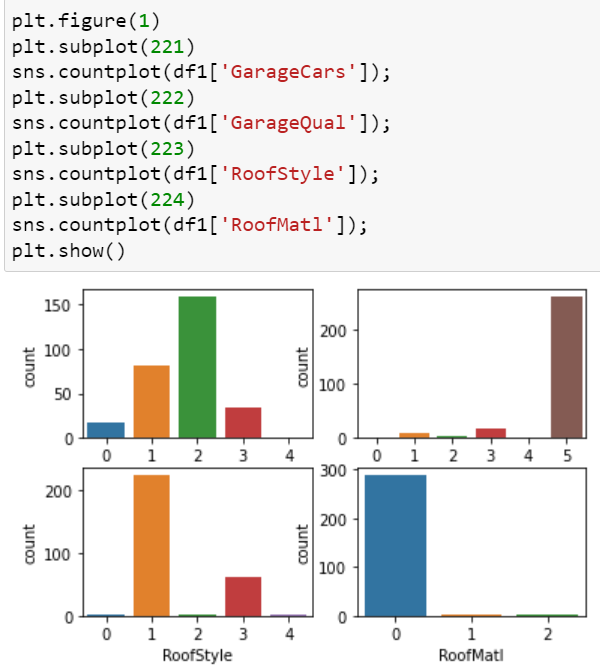 plt.figure(1)
plt.subplot(221)
sns.countplot(df1['GarageCars']);
plt.subplot(222)
sns.countplot(df1['GarageQual']);
plt.subplot(223)
sns.countplot(df1['RoofStyle']);
plt.subplot(224)
sns.countplot(df1['RoofMatl']);
plt.show()
150
100
50
0
count
0 1 2 3 4
200
100
0
count
0 1 2 3 4 5
200
100
0
count
0 1 2 3 4
RoofStyle
300
200
100
0
count
0 1 2
RoofMatl